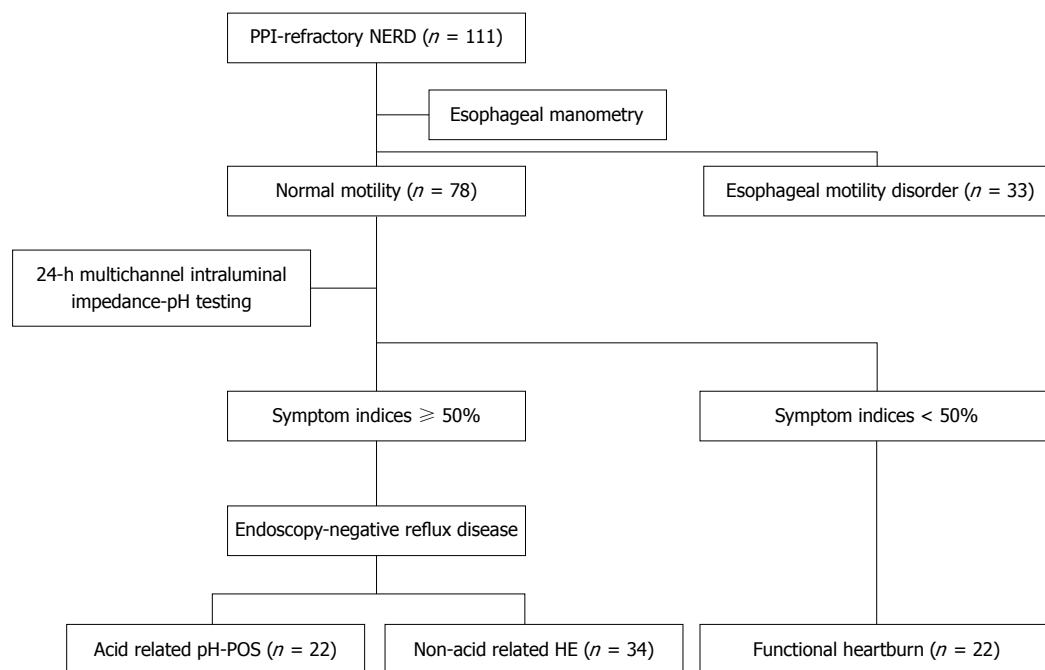 PPI-refractory NERD (n = 111)
Esophageal manometry
Normal motility (n = 78)
Esophageal motility disorder (n = 33)
24-h multichannel intraluminal
impedance-pH testing
Symptom indices ≥ 50%
Symptom indices < 50%
Endoscopy-negative reflux disease
Acid related pH-POS (n = 22)
Non-acid related HE (n = 34)
Functional heartburn (n = 22)